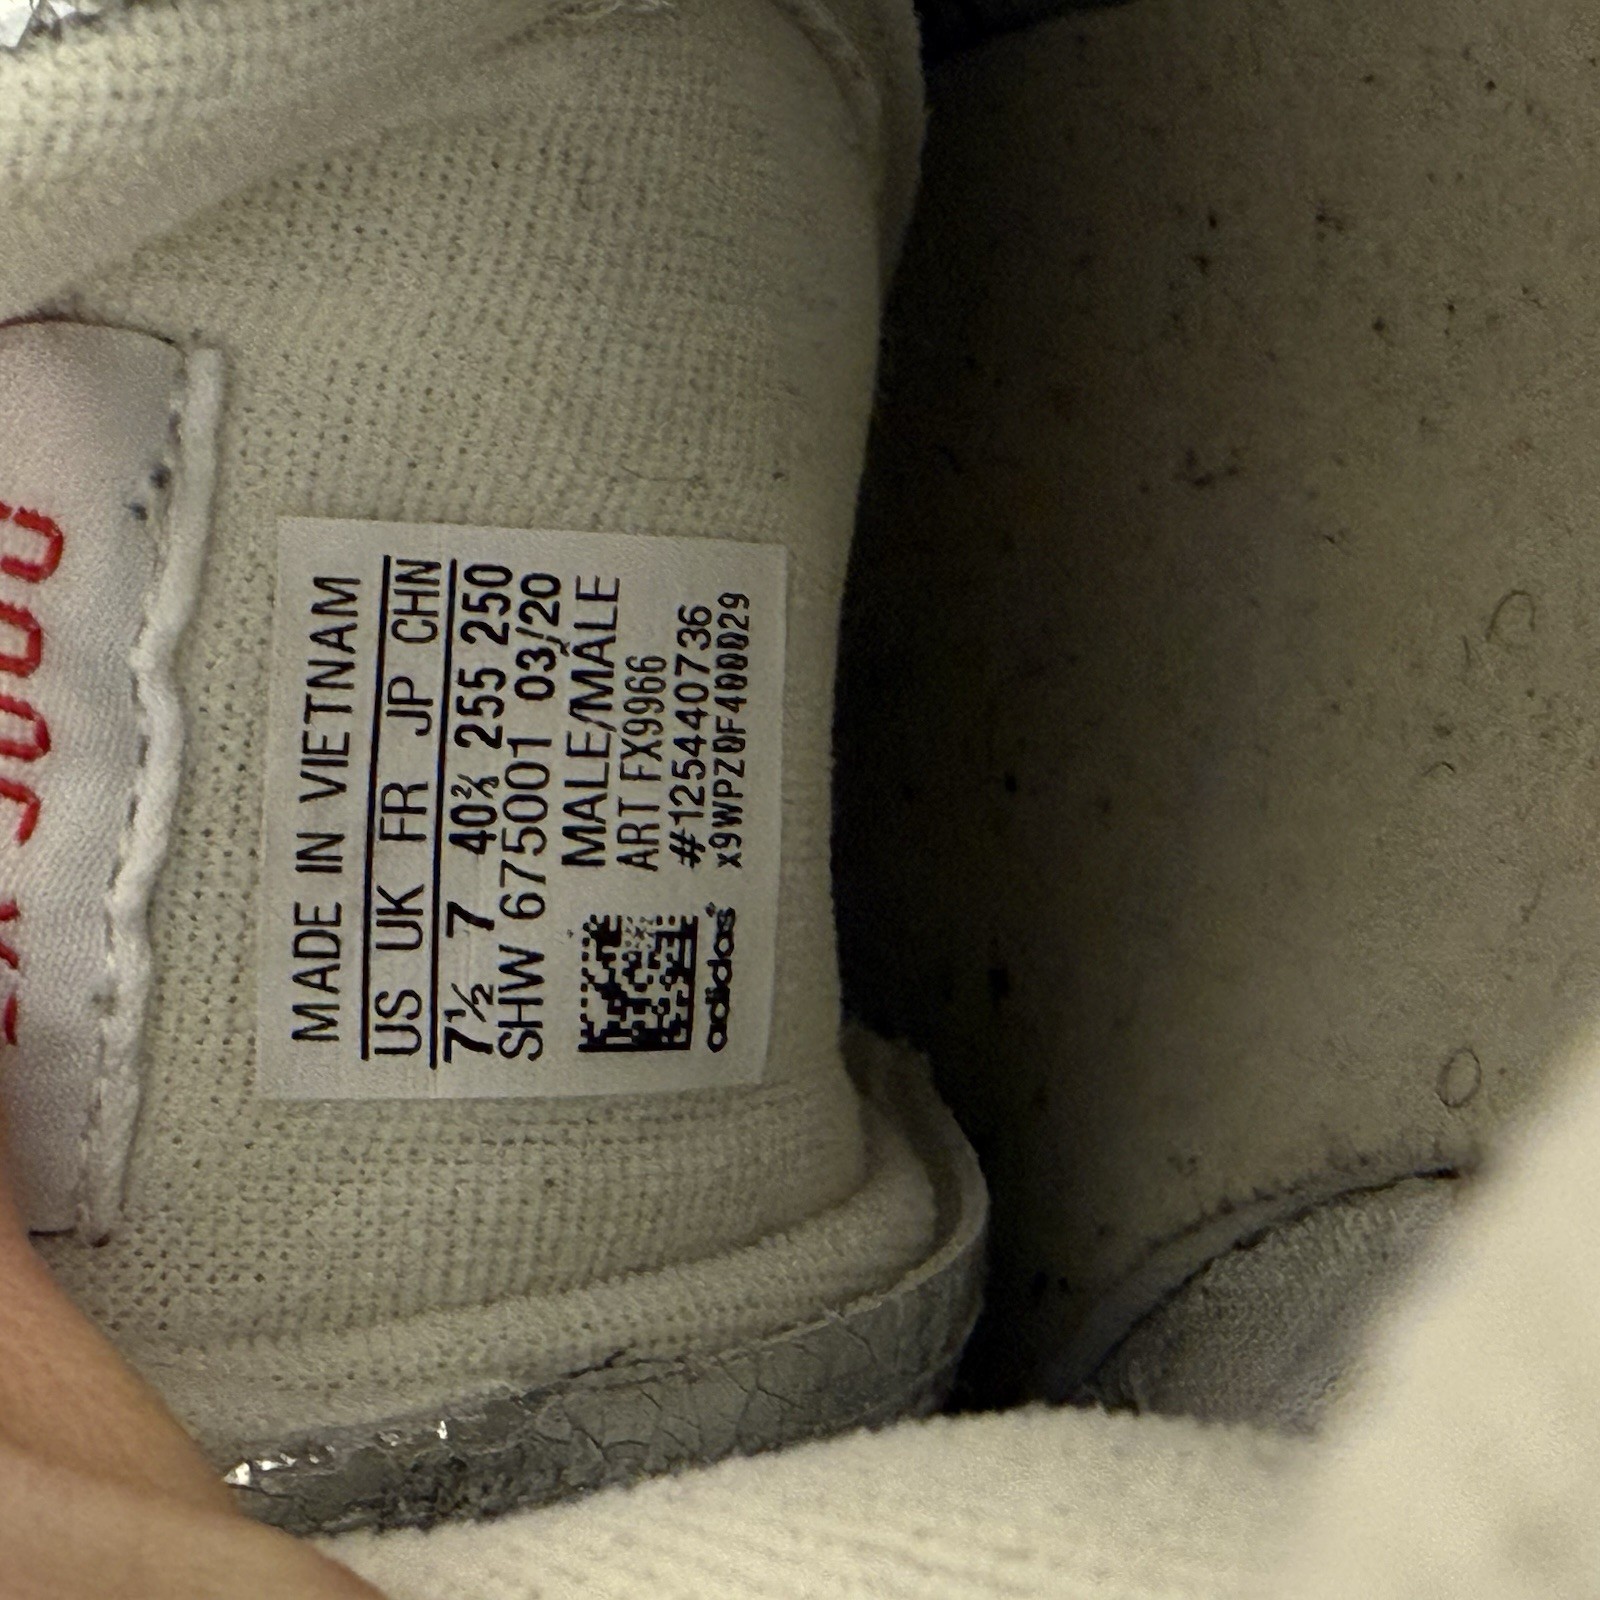 MADE IN VIETNAM
US UK FR JP CHN
7½ 7 40⅔ 255 250
SHW 675001 03/20
MALE/MALE
ART FX9966
#125440736
x9WPZ0F400029
adidas